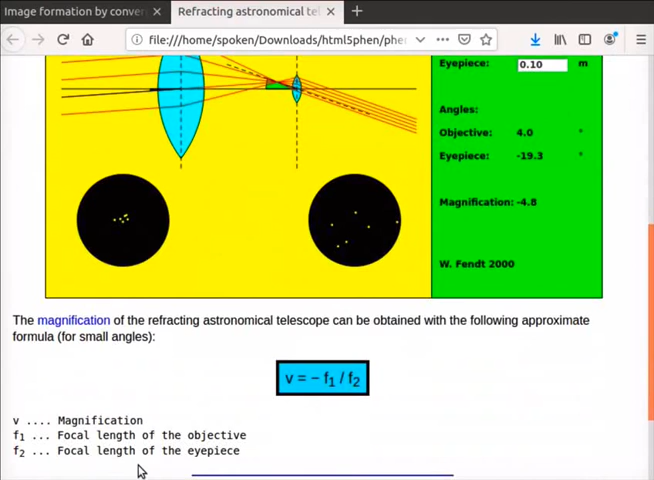 Image formation by conver
Refracting astronomical tel
file:///home/spoken/Downloads/html5phen/phe
Eyepiece: 0.10 m
Angles:
Objective: 4.0 °
Eyepiece: -19.3 °
Magnification: -4.8
W. Fendt 2000
The magnification of the refracting astronomical telescope can be obtained with the following approximate
formula (for small angles):
v = − f1 / f2
v .... Magnification
f1 ... Focal length of the objective
f2 ... Focal length of the eyepiece